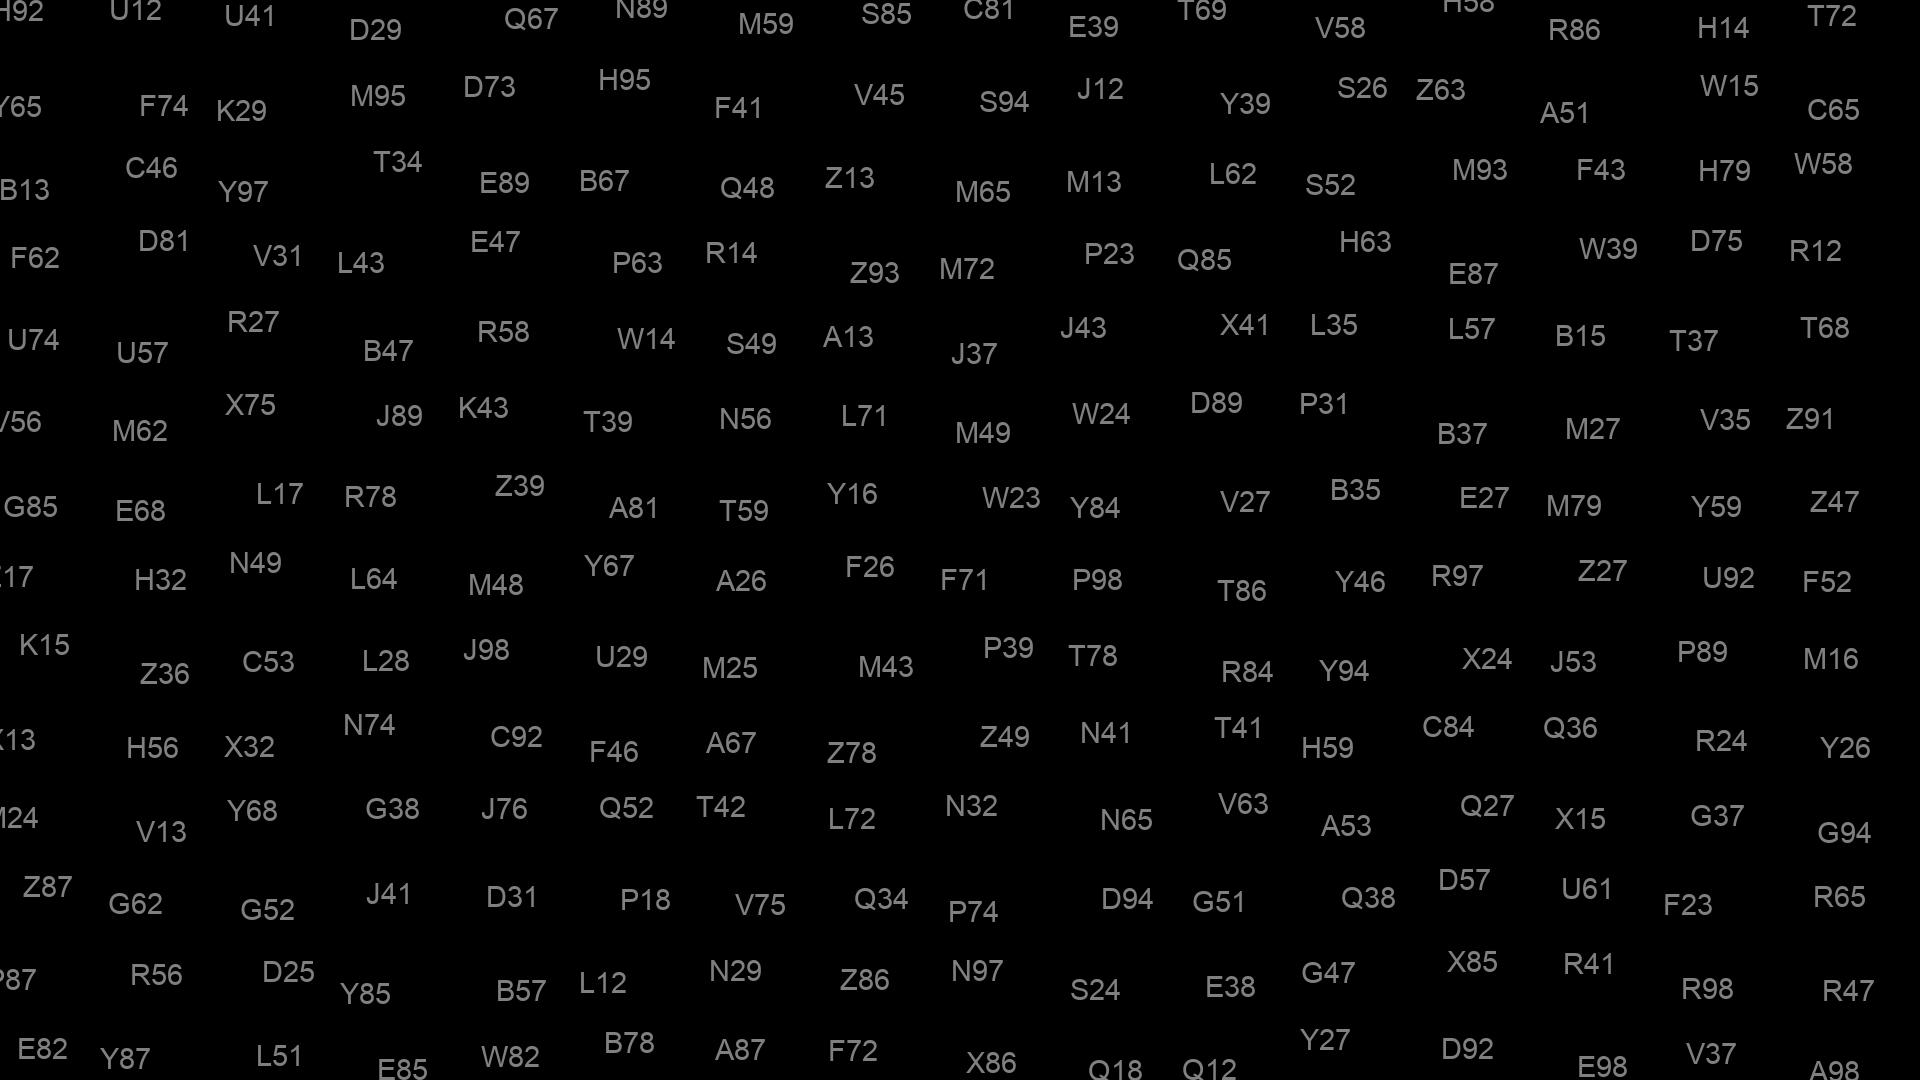 H92 U12 U41 D29 Q67 N89 M59 S85 C81 E39 T69 V58 H58 R86 H14 T72
Y65 F74 K29 M95 D73 H95 F41 V45 S94 J12 Y39 S26 Z63 A51 W15 C65
B13 C46 Y97 T34 E89 B67 Q48 Z13 M65 M13 L62 S52 M93 F43 H79 W58
F62 D81 V31 L43 E47 P63 R14 Z93 M72 P23 Q85 H63 E87 W39 D75 R12
U74 U57 R27 B47 R58 W14 S49 A13 J37 J43 X41 L35 L57 B15 T37 T68
V56 M62 X75 J89 K43 T39 N56 L71 M49 W24 D89 P31 B37 M27 V35 Z91
G85 E68 L17 R78 Z39 A81 T59 Y16 W23 Y84 V27 B35 E27 M79 Y59 Z47
17 H32 N49 L64 M48 Y67 A26 F26 F71 P98 T86 Y46 R97 Z27 U92 F52
K15 Z36 C53 L28 J98 U29 M25 M43 P39 T78 R84 Y94 X24 J53 P89 M16
13 H56 X32 N74 C92 F46 A67 Z78 Z49 N41 T41 H59 C84 Q36 R24 Y26
M24 V13 Y68 G38 J76 Q52 T42 L72 N32 N65 V63 A53 Q27 X15 G37 G94
Z87 G62 G52 J41 D31 P18 V75 Q34 P74 D94 G51 Q38 D57 U61 F23 R65
P87 R56 D25 Y85 B57 L12 N29 Z86 N97 S24 E38 G47 X85 R41 R98 R47
E82 Y87 L51 E85 W82 B78 A87 F72 X86 Q18 Q12 Y27 D92 E98 V37 A98